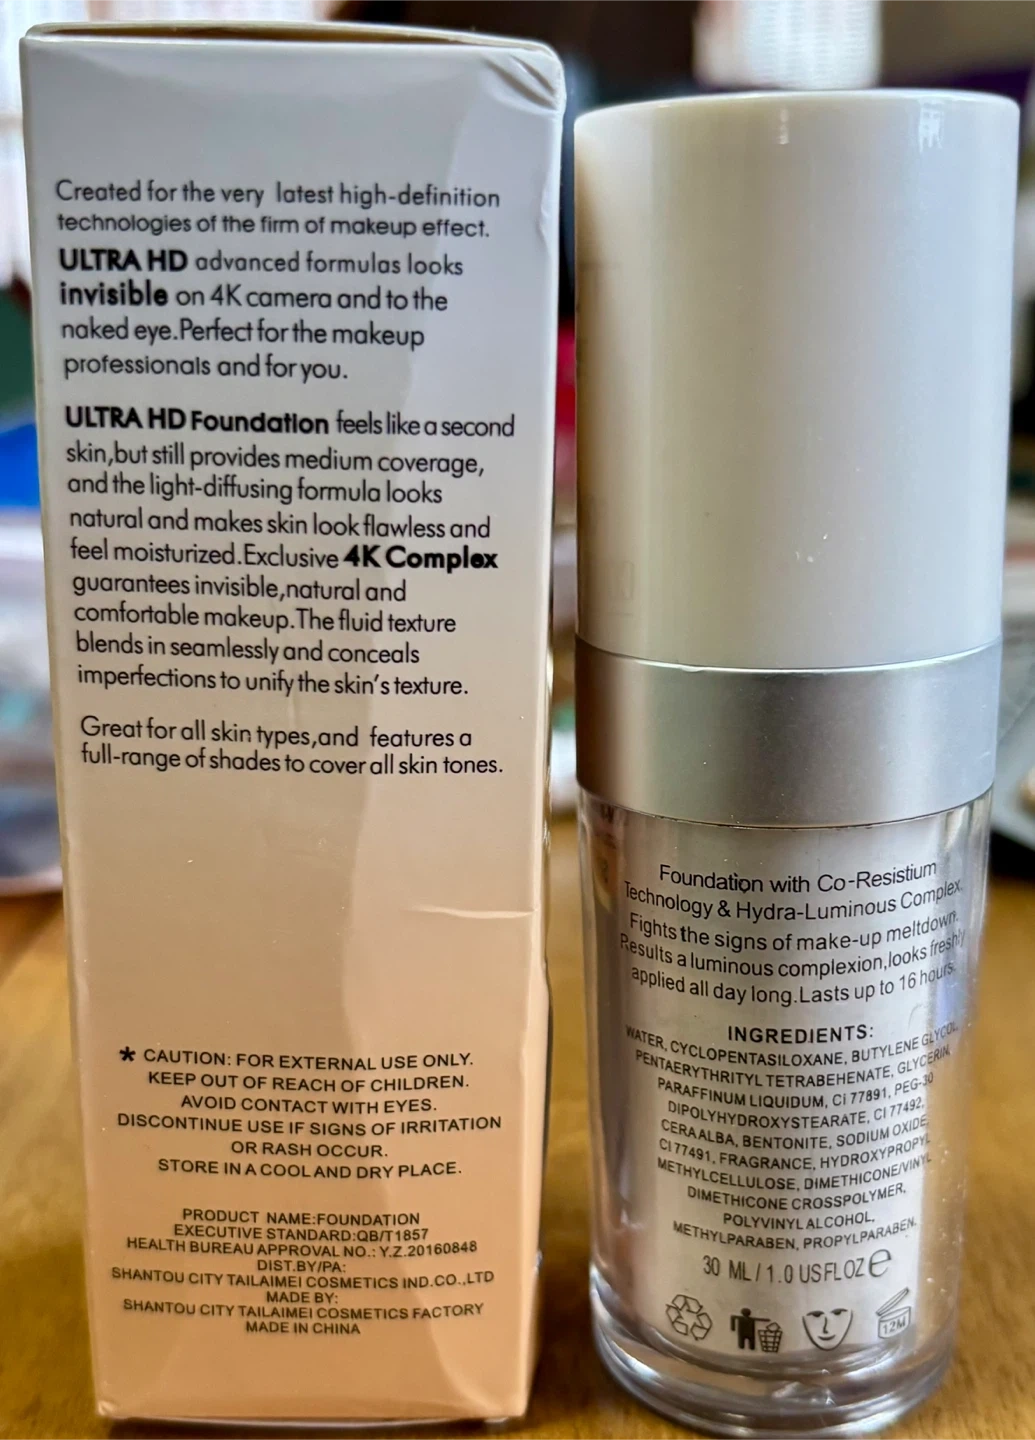 Created for the very latest high-definition
technologies of the firm of makeup effect.
ULTRA HD advanced formulas looks
invisible on 4K camera and to the
naked eye.Perfect for the makeup
professionals and for you.
ULTRA HD Foundation feels like a second
skin,but still provides medium coverage,
and the light-diffusing formula looks
natural and makes skin look flawless and
feel moisturized.Exclusive 4K Complex
guarantees invisible,natural and
comfortable makeup.The fluid texture
blends in seamlessly and conceals
imperfections to unify the skin's texture.
Great for all skin types,and features a
full-range of shades to cover all skin tones.
* CAUTION: FOR EXTERNAL USE ONLY.
KEEP OUT OF REACH OF CHILDREN.
AVOID CONTACT WITH EYES.
DISCONTINUE USE IF SIGNS OF IRRITATION
OR RASH OCCUR.
STORE IN A COOL AND DRY PLACE.
PRODUCT NAME:FOUNDATION
EXECUTIVE STANDARD:QB/T1857
HEALTH BUREAU APPROVAL NO.: Y.Z.20160848
DIST.BY/PA:
SHANTOU CITY TAILAIMEI COSMETICS IND.CO.,LTD
MADE BY:
SHANTOU CITY TAILAIMEI COSMETICS FACTORY
MADE IN CHINA
Foundation with Co-Resistium
Technology & Hydra-Luminous Complex.
Fights the signs of make-up meltdown.
Results a luminous complexion,looks freshly
applied all day long.Lasts up to 16 hours.
INGREDIENTS:
WATER, CYCLOPENTASILOXANE, BUTYLENE GLYCOL,
PENTAERYTHRITYL TETRABEHENATE, GLYCERIN,
PARAFFINUM LIQUIDUM, CI 77891, PEG-30
DIPOLYHYDROXYSTEARATE, CI 77492,
CERA ALBA, BENTONITE, SODIUM OXIDE,
CI 77491, FRAGRANCE, HYDROXYPROPYL
METHYLCELLULOSE, DIMETHICONE/VINYL
DIMETHICONE CROSSPOLYMER,
POLYVINYL ALCOHOL,
METHYLPARABEN, PROPYLPARABEN.
30 ML / 1.0 US FL OZ e
12M